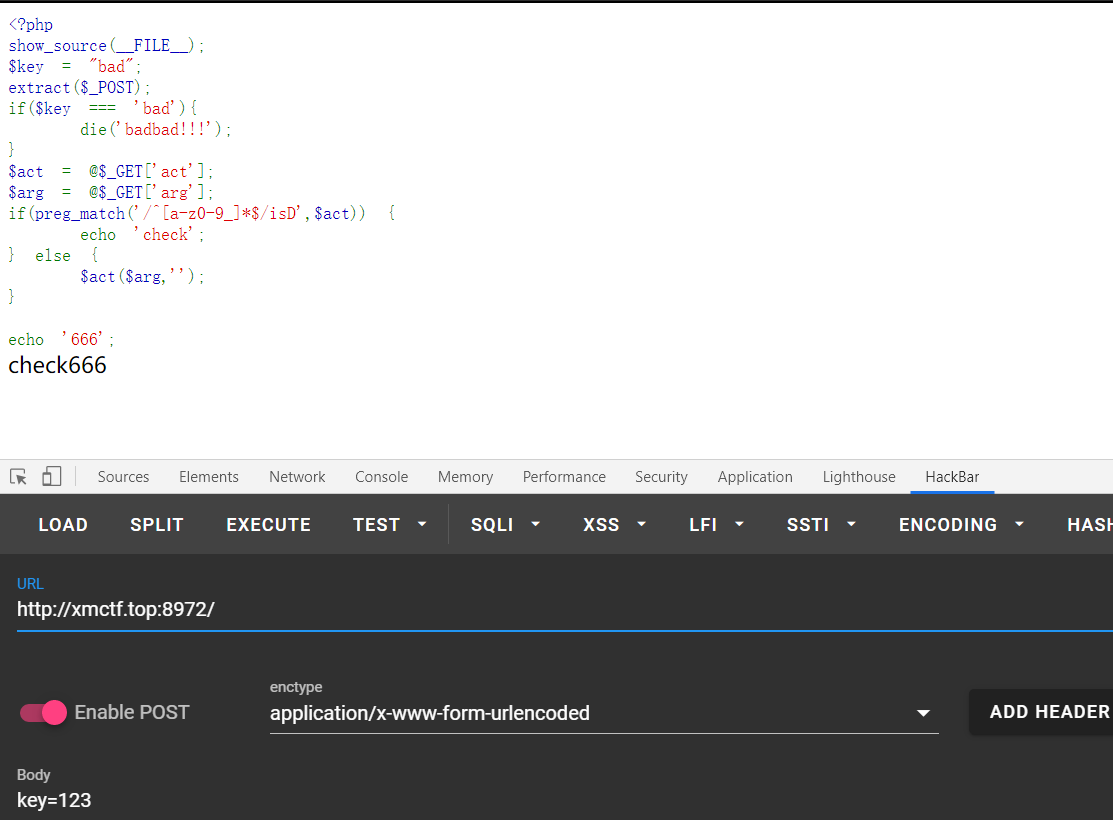 <?php
show_source(__FILE__);
$key = "bad";
extract($_POST);
if($key === 'bad'){
die('badbad!!!');
}
$act = @$_GET['act'];
$arg = @$_GET['arg'];
if(preg_match('/^[a-z0-9_]*$/isD',$act)) {
echo 'check';
} else {
$act($arg,'');
}
echo '666';
check666
Sources Elements Network Console Memory Performance Security Application Lighthouse HackBar
LOAD SPLIT EXECUTE TEST SQLI XSS LFI SSTI ENCODING HASH
URL
http://xmctf.top:8972/
enctype
Enable POST application/x-www-form-urlencoded ADD HEADER
Body
key=123